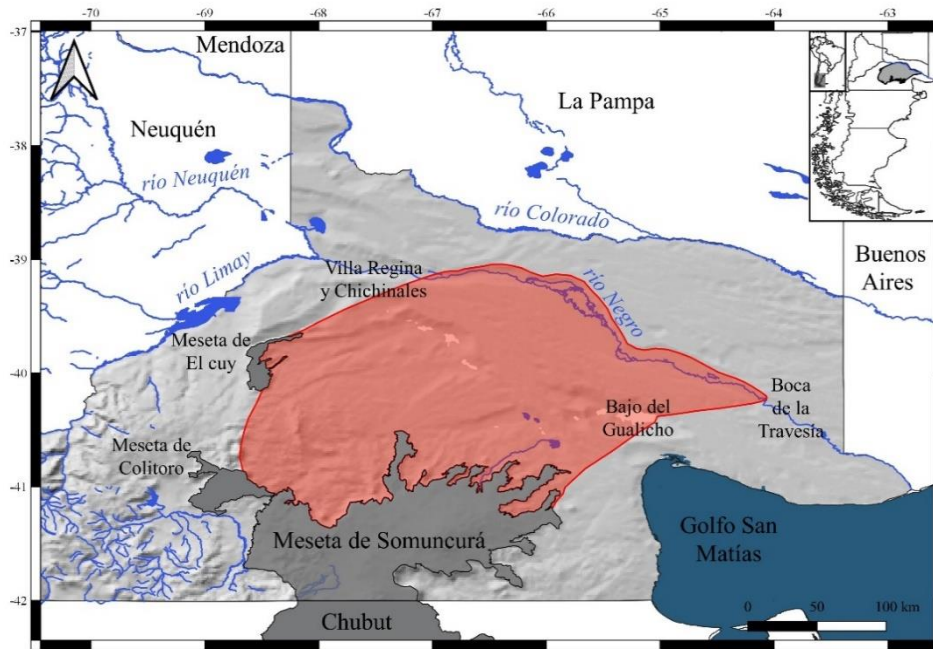 -70
-69
-68
-67
-66
-65
-64
-63
-37
-38
-39
-40
-41
-42
Mendoza
La Pampa
Neuquén
río Neuquén
río Colorado
Buenos
Aires
río Limay
Villa Regina
y Chichinales
río Negro
Meseta de
El cuy
Boca
de la
Travesía
Bajo del
Gualicho
Meseta de
Colitoro
Meseta de Somuncurá
Golfo San
Matías
Chubut
0 50 100 km